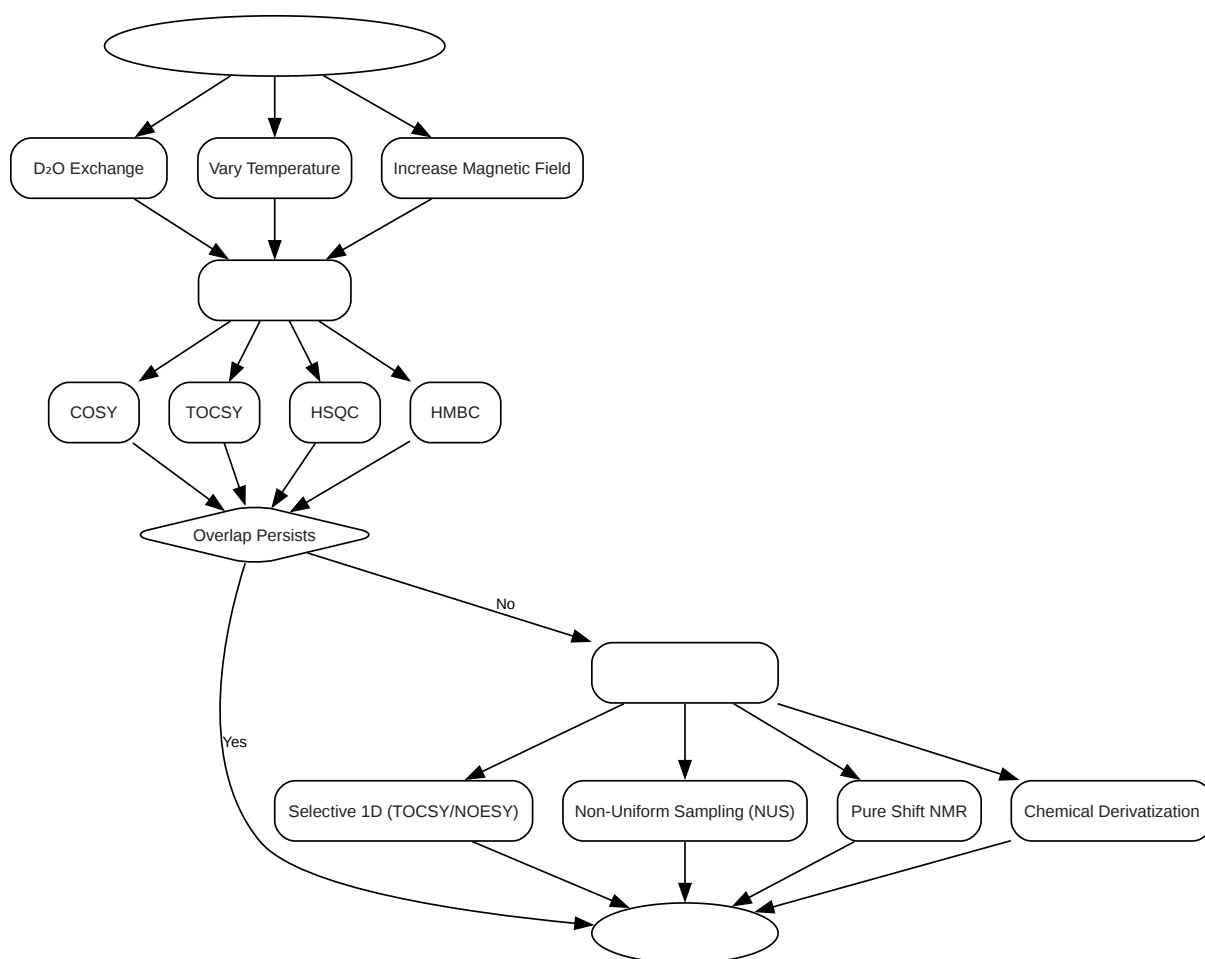 D₂O Exchange
Vary Temperature
Increase Magnetic Field
COSY
TOCSY
HSQC
HMBC
Overlap Persists
No
Yes
Selective 1D (TOCSY/NOESY)
Non-Uniform Sampling (NUS)
Pure Shift NMR
Chemical Derivatization